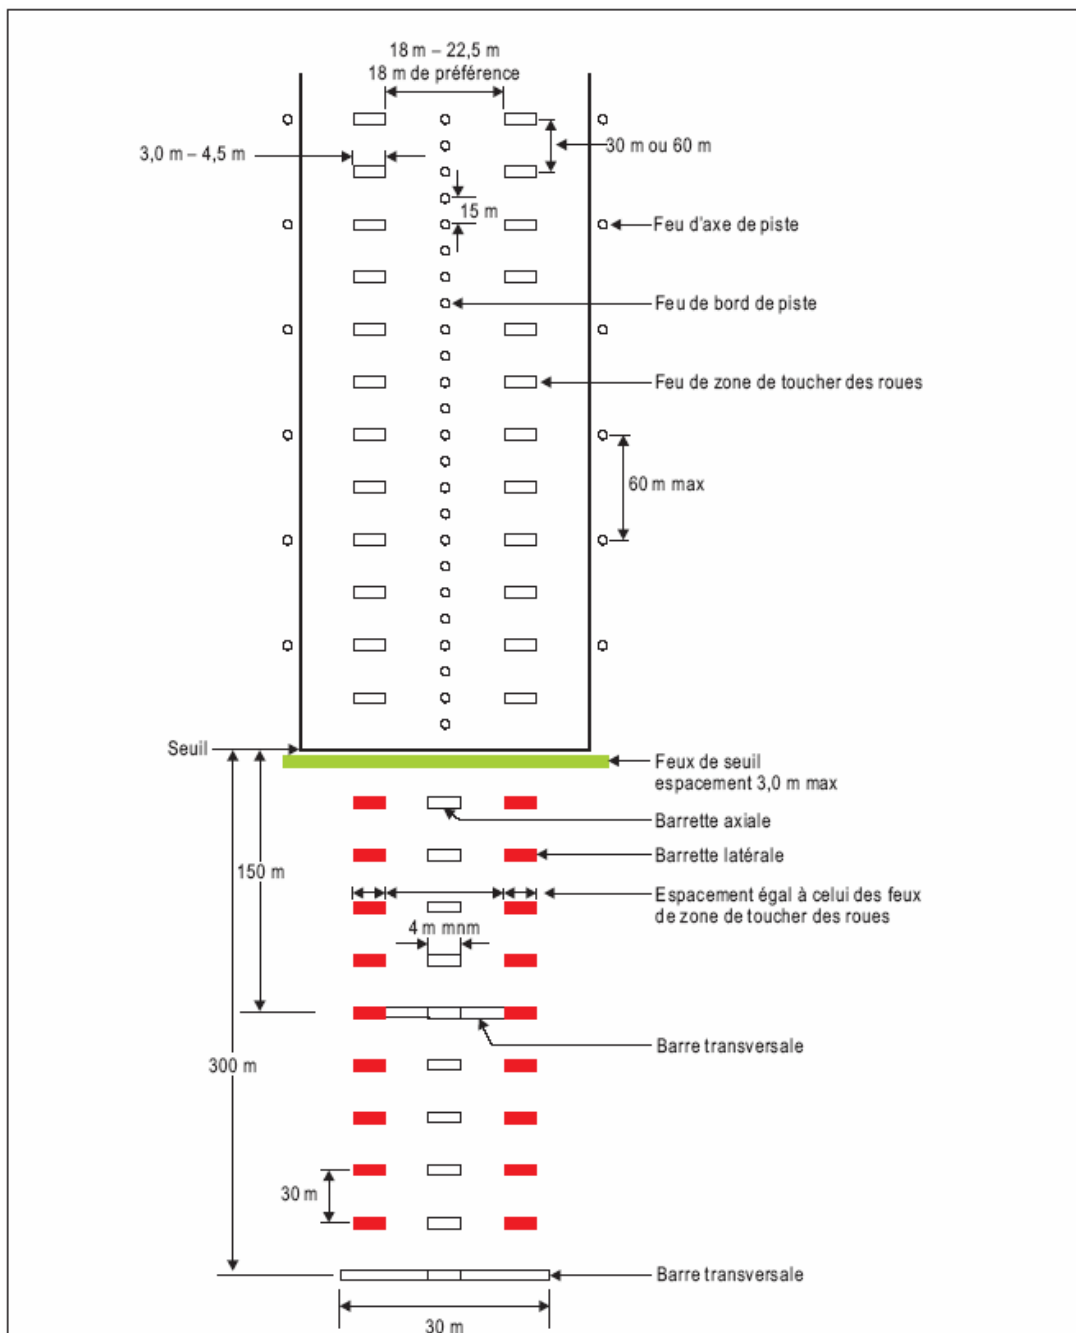 18 m – 22,5 m
18 m de préférence
3,0 m – 4,5 m
30 m ou 60 m
15 m
Feu d'axe de piste
Feu de bord de piste
Feu de zone de toucher des roues
60 m max
Seuil
Feux de seuil
espacement 3,0 m max
Barrette axiale
Barrette latérale
150 m
Espacement égal à celui des feux
de zone de toucher des roues
4 m mnm
Barre transversale
300 m
30 m
Barre transversale
30 m